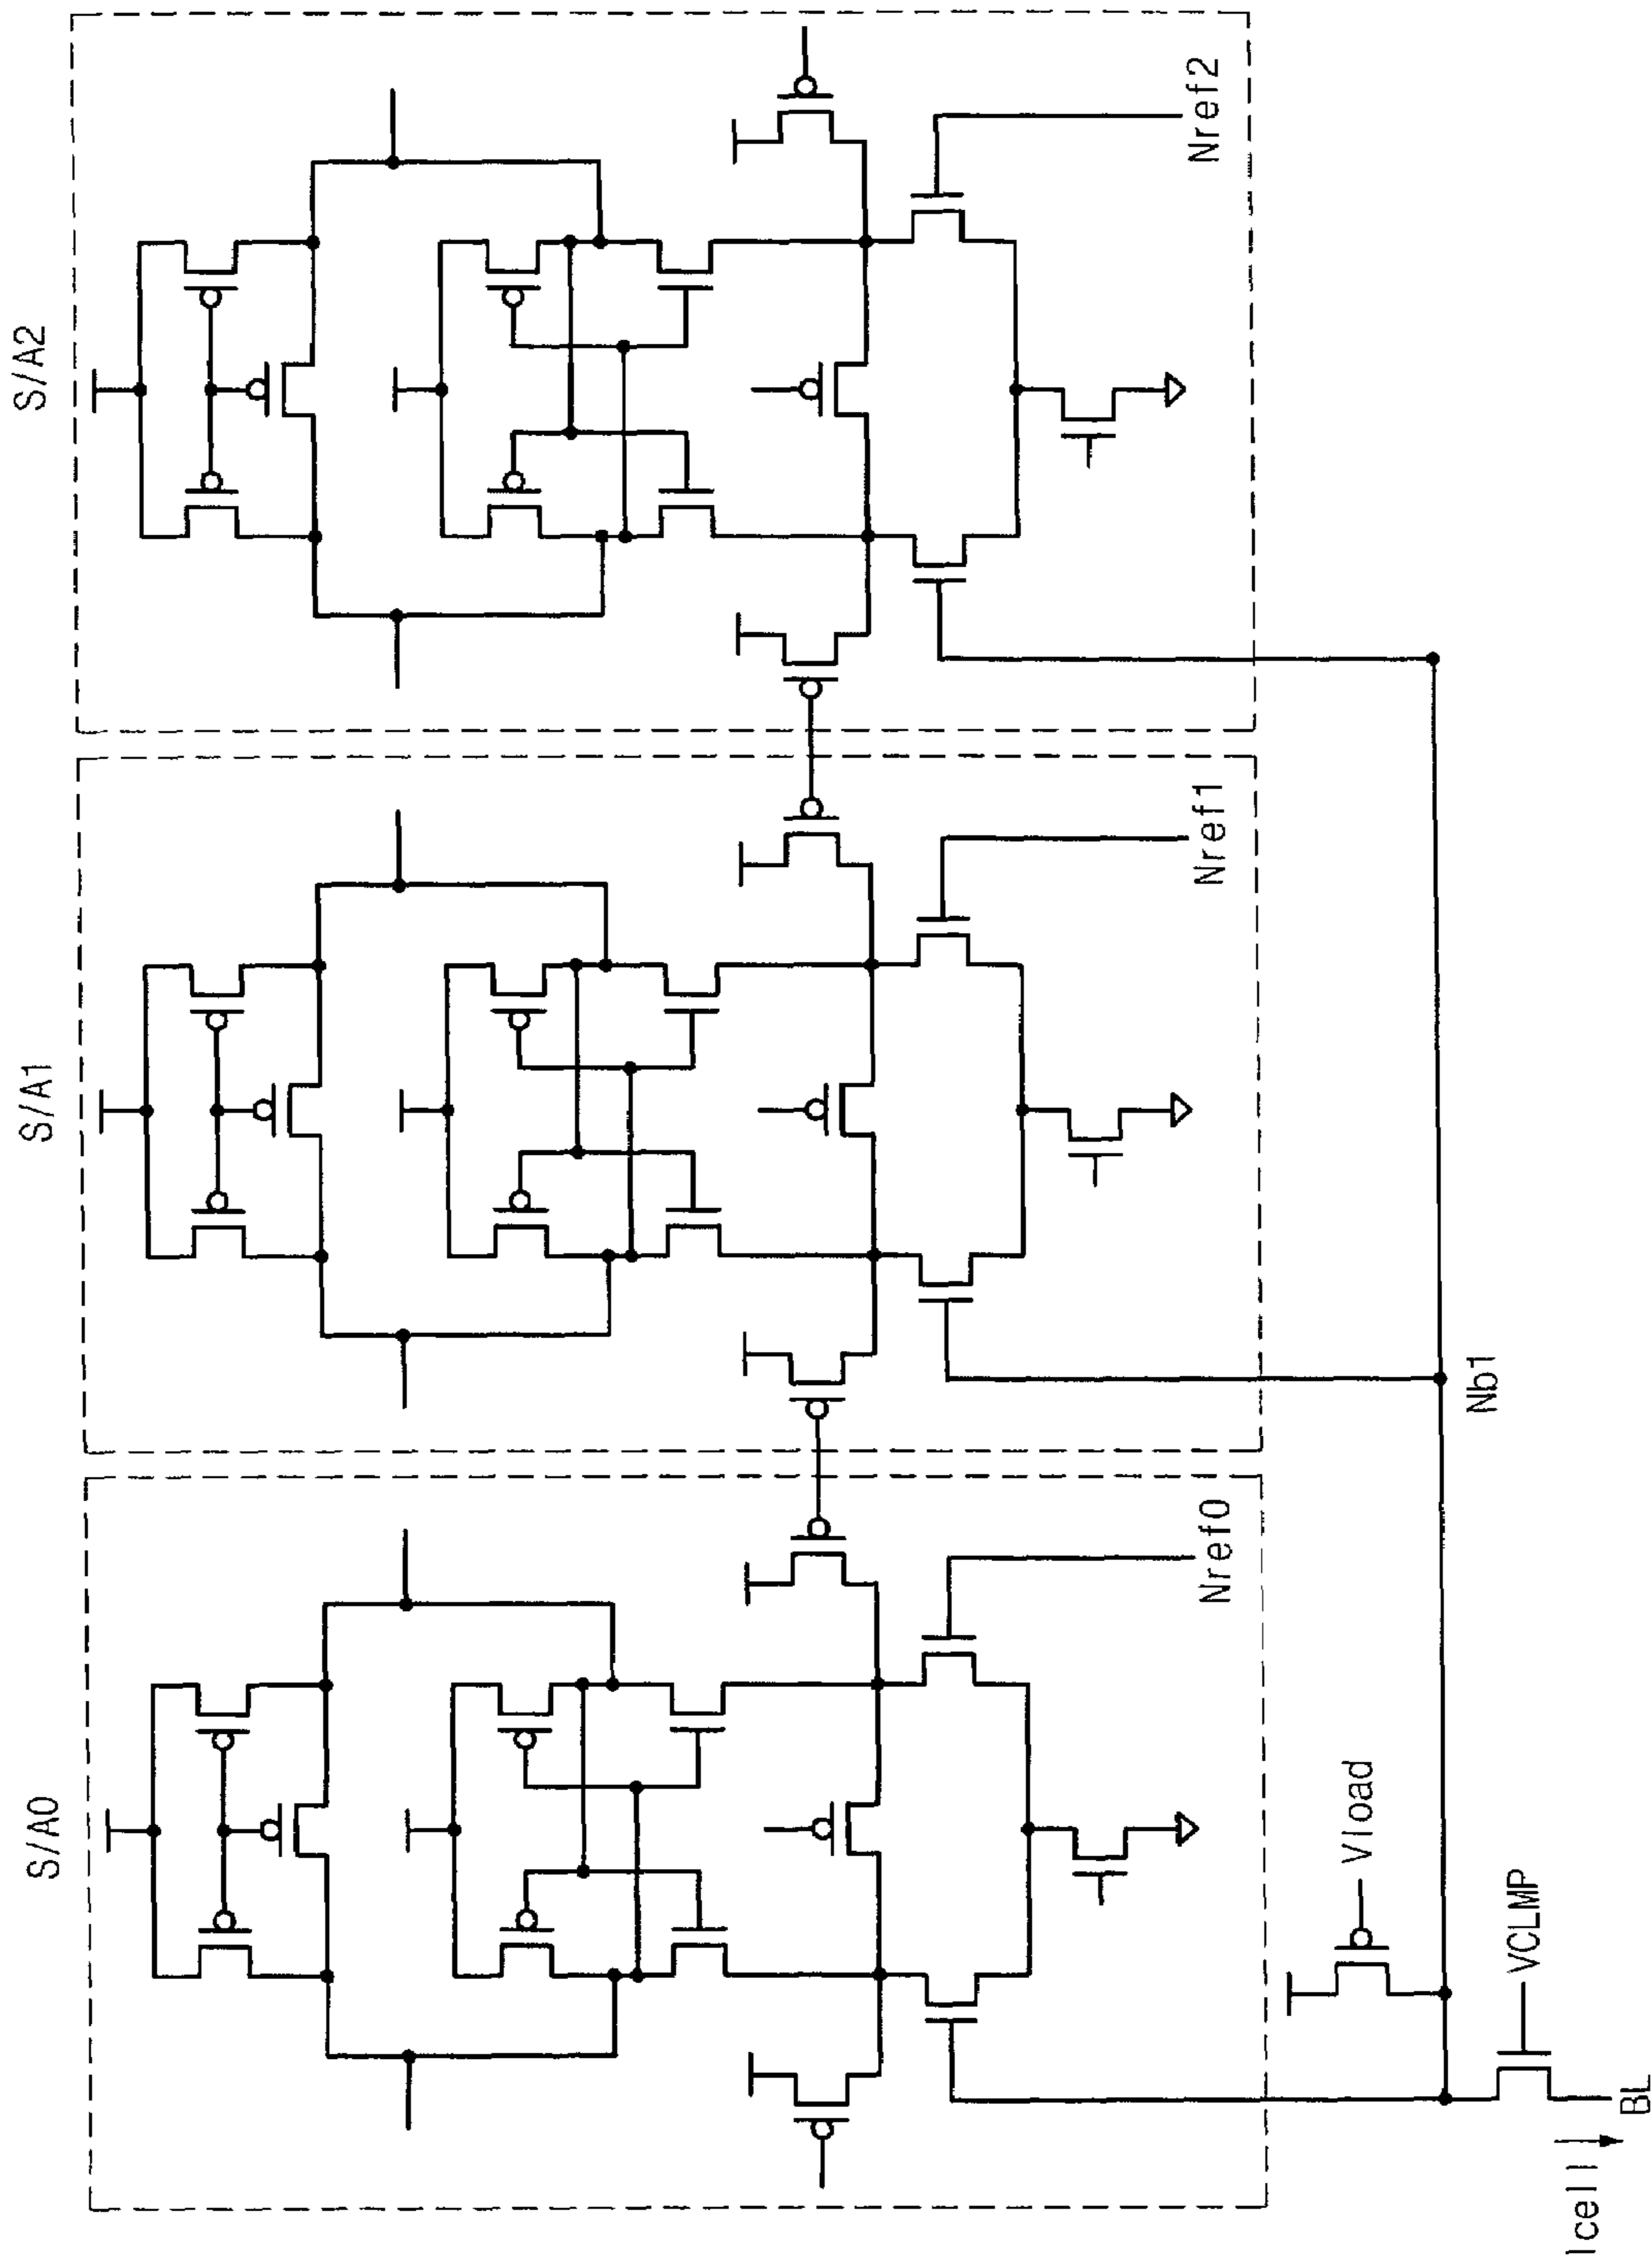 S/A0
S/A1
S/A2
Nref0
Nref1
Nref2
Vload
Nb1
VCLMP
BL
Icell